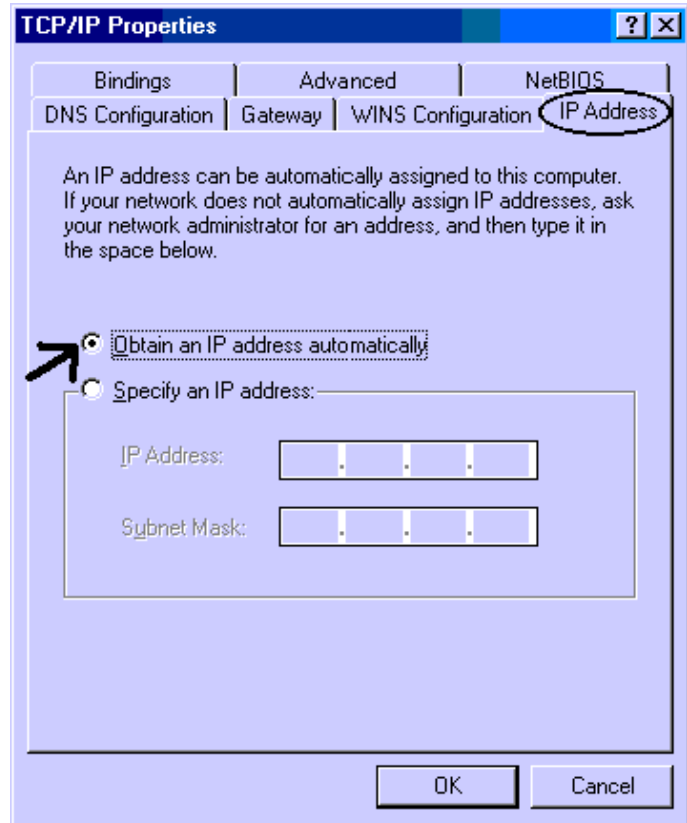 TCP/IP Properties
Bindings Advanced NetBIOS
DNS Configuration Gateway WINS Configuration IP Address
An IP address can be automatically assigned to this computer.
If your network does not automatically assign IP addresses, ask
your network administrator for an address, and then type it in
the space below.
Obtain an IP address automatically
Specify an IP address:
IP Address:
Subnet Mask:
OK Cancel